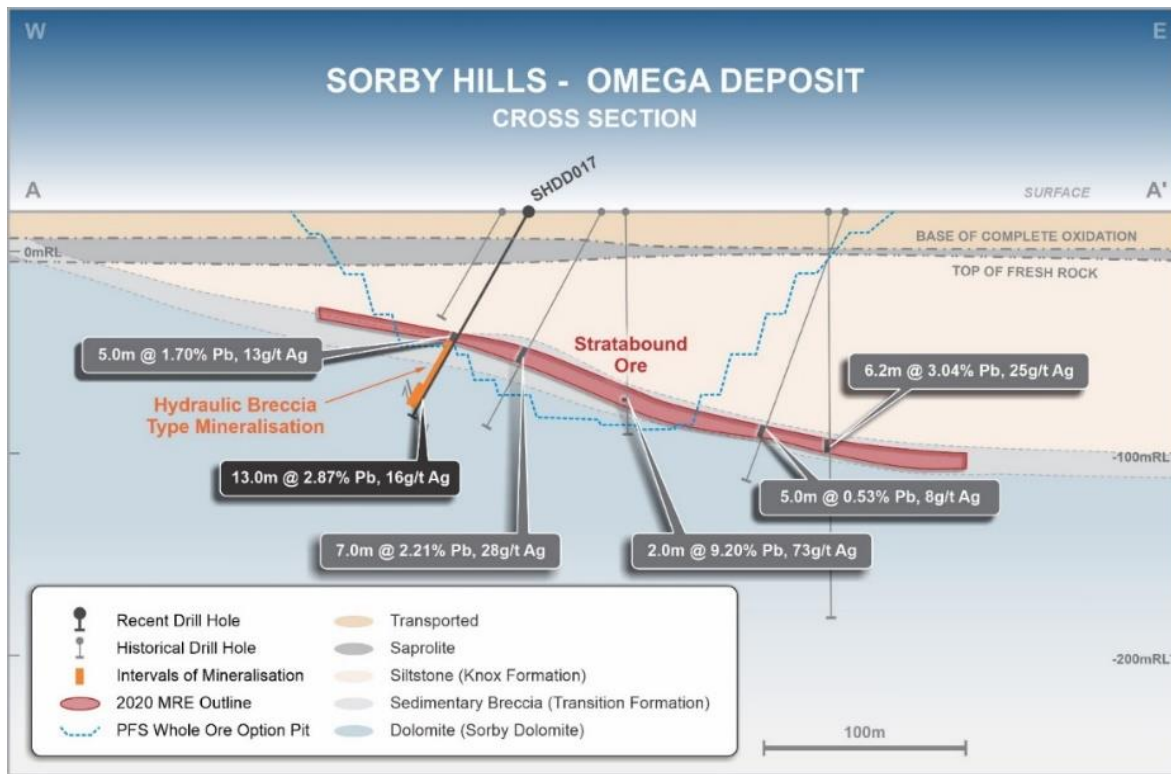 W
E
SORBY HILLS - OMEGA DEPOSIT
CROSS SECTION
SHDD017
A
SURFACE
A'
BASE OF COMPLETE OXIDATION
0mRL
TOP OF FRESH ROCK
5.0m @ 1.70% Pb, 13g/t Ag
Stratabound
Ore
6.2m @ 3.04% Pb, 25g/t Ag
Hydraulic Breccia
Type Mineralisation
-100mRL
13.0m @ 2.87% Pb, 16g/t Ag
5.0m @ 0.53% Pb, 8g/t Ag
7.0m @ 2.21% Pb, 28g/t Ag
2.0m @ 9.20% Pb, 73g/t Ag
Recent Drill Hole
Historical Drill Hole
Intervals of Mineralisation
2020 MRE Outline
PFS Whole Ore Option Pit
Transported
Saprolite
Siltstone (Knox Formation)
Sedimentary Breccia (Transition Formation)
Dolomite (Sorby Dolomite)
-200mRL
100m